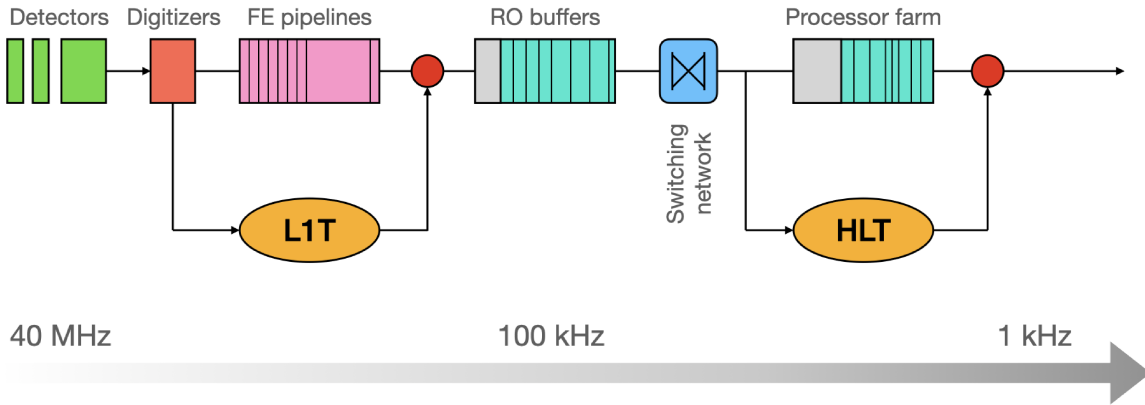 Detectors
Digitizers
FE pipelines
RO buffers
Processor farm
Switching
network
L1T
HLT
40 MHz
100 kHz
1 kHz